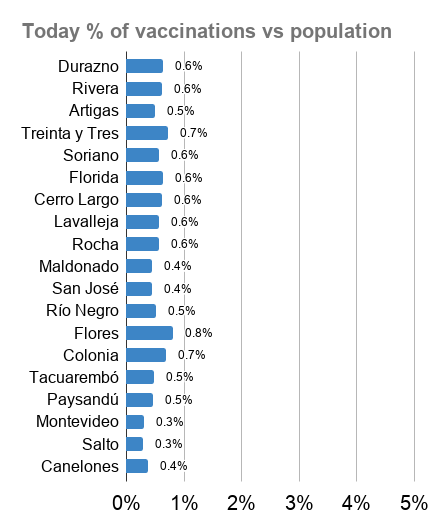 Today % of vaccinations vs population
Durazno 0.6%
Rivera 0.6%
Artigas 0.5%
Treinta y Tres 0.7%
Soriano 0.6%
Florida 0.6%
Cerro Largo 0.6%
Lavalleja 0.6%
Rocha 0.6%
Maldonado 0.4%
San José 0.4%
Río Negro 0.5%
Flores 0.8%
Colonia 0.7%
Tacuarembó 0.5%
Paysandú 0.5%
Montevideo 0.3%
Salto 0.3%
Canelones 0.4%
0% 1% 2% 3% 4% 5%